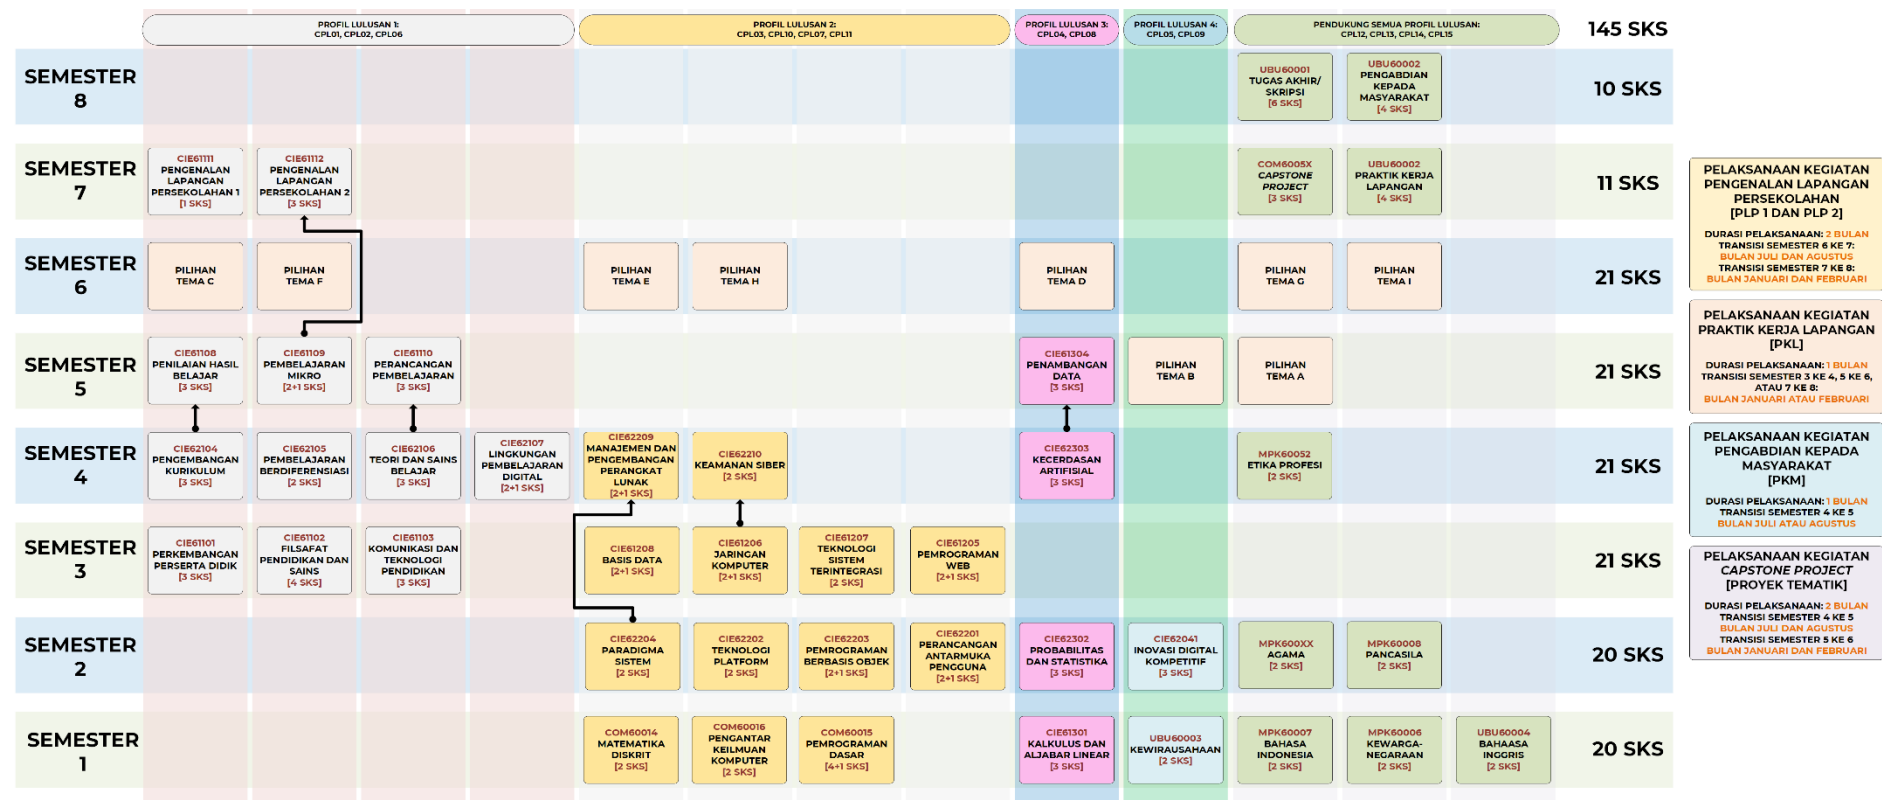 PROFIL LULUSAN 1:
CPL01, CPL02, CPL06
PROFIL LULUSAN 2:
CPL03, CPL10, CPL07, CPL11
PROFIL LULUSAN 3:
CPL04, CPL08
PROFIL LULUSAN 4:
CPL05, CPL09
PENDUKUNG SEMUA PROFIL LULUSAN:
CPL12, CPL13, CPL14, CPL15
145 SKS
SEMESTER
8
UBU60001
TUGAS AKHIR/
SKRIPSI
[6 SKS]
UBU60002
PENGABDIAN
KEPADA
MASYARAKAT
[4 SKS]
10 SKS
SEMESTER
7
CIE61111
PENGENALAN
LAPANGAN
PERSEKOLAHAN 1
[1 SKS]
CIE61112
PENGENALAN
LAPANGAN
PERSEKOLAHAN 2
[3 SKS]
COM6005X
CAPSTONE
PROJECT
[3 SKS]
UBU60002
PRAKTIK KERJA
LAPANGAN
[4 SKS]
11 SKS
SEMESTER
6
PILIHAN
TEMA C
PILIHAN
TEMA F
PILIHAN
TEMA E
PILIHAN
TEMA H
PILIHAN
TEMA D
PILIHAN
TEMA G
PILIHAN
TEMA I
21 SKS
SEMESTER
5
CIE61108
PENILAIAN HASIL
BELAJAR
[3 SKS]
CIE61109
PEMBELAJARAN
MIKRO
[2+1 SKS]
CIE61110
PERANCANGAN
PEMBELAJARAN
[3 SKS]
CIE61304
PENAMBANGAN
DATA
[3 SKS]
PILIHAN
TEMA B
PILIHAN
TEMA A
21 SKS
SEMESTER
4
CIE62104
PENGEMBANGAN
KURIKULUM
[3 SKS]
CIE62105
PEMBELAJARAN
BERDIFERENSIASI
[2 SKS]
CIE62106
TEORI DAN SAINS
BELAJAR
[3 SKS]
CIE62107
LINGKUNGAN
PEMBELAJARAN
DIGITAL
[2+1 SKS]
CIE62209
MANAJEMEN DAN
PENGEMBANGAN
PERANGKAT
LUNAK
[2+1 SKS]
CIE62210
KEAMANAN SIBER
[2 SKS]
CIE62303
KECERDASAN
ARTIFISIAL
[3 SKS]
MPK60052
ETIKA PROFESI
[2 SKS]
21 SKS
SEMESTER
3
CIE61101
PERKEMBANGAN
PERSERTA DIDIK
[3 SKS]
CIE61102
FILSAFAT
PENDIDIKAN DAN
SAINS
[4 SKS]
CIE61103
KOMUNIKASI DAN
TEKNOLOGI
PENDIDIKAN
[3 SKS]
CIE61208
BASIS DATA
[2+1 SKS]
CIE61206
JARINGAN
KOMPUTER
[2+1 SKS]
CIE61207
TEKNOLOGI
SISTEM
TERINTEGRASI
[2 SKS]
CIE61205
PEMROGRAMAN
WEB
[2+1 SKS]
21 SKS
SEMESTER
2
CIE62204
PARADIGMA
SISTEM
[2 SKS]
CIE62202
TEKNOLOGI
PLATFORM
[2 SKS]
CIE62203
PEMROGRAMAN
BERBASIS OBJEK
[2+1 SKS]
CIE62201
PERANCANGAN
ANTARMUKA
PENGGUNA
[2+1 SKS]
CIE62302
PROBABILITAS
DAN STATISTIKA
[3 SKS]
CIE62041
INOVASI DIGITAL
KOMPETITIF
[3 SKS]
MPK600XX
AGAMA
[2 SKS]
MPK60008
PANCASILA
[2 SKS]
20 SKS
SEMESTER
1
COM60014
MATEMATIKA
DISKRIT
[2 SKS]
COM60016
PENGANTAR
KEILMUAN
KOMPUTER
[2 SKS]
COM60015
PEMROGRAMAN
DASAR
[4+1 SKS]
CIE61301
KALKULUS DAN
ALJABAR LINEAR
[3 SKS]
UBU60003
KEWIRAUSAHAAN
[2 SKS]
MPK60007
BAHASA
INDONESIA
[2 SKS]
MPK60006
KEWARGA-
NEGARAAN
[2 SKS]
UBU60004
BAHAASA
INGGRIS
[2 SKS]
20 SKS
PELAKSANAAN KEGIATAN
PENGENALAN LAPANGAN
PERSEKOLAHAN
[PLP 1 DAN PLP 2]
DURASI PELAKSANAAN: 2 BULAN
TRANSISI SEMESTER 6 KE 7:
BULAN JULI DAN AGUSTUS
TRANSISI SEMESTER 7 KE 8:
BULAN JANUARI DAN FEBRUARI
PELAKSANAAN KEGIATAN
PRAKTIK KERJA LAPANGAN
[PKL]
DURASI PELAKSANAAN: 1 BULAN
TRANSISI SEMESTER 3 KE 4, 5 KE 6,
ATAU 7 KE 8:
BULAN JANUARI ATAU FEBRUARI
PELAKSANAAN KEGIATAN
PENGABDIAN KEPADA
MASYARAKAT
[PKM]
DURASI PELAKSANAAN: 1 BULAN
TRANSISI SEMESTER 4 KE 5
BULAN JULI ATAU AGUSTUS
PELAKSANAAN KEGIATAN
CAPSTONE PROJECT
[PROYEK TEMATIK]
DURASI PELAKSANAAN: 2 BULAN
TRANSISI SEMESTER 4 KE 5
BULAN JULI DAN AGUSTUS
TRANSISI SEMESTER 5 KE 6
BULAN JANUARI DAN FEBRUARI